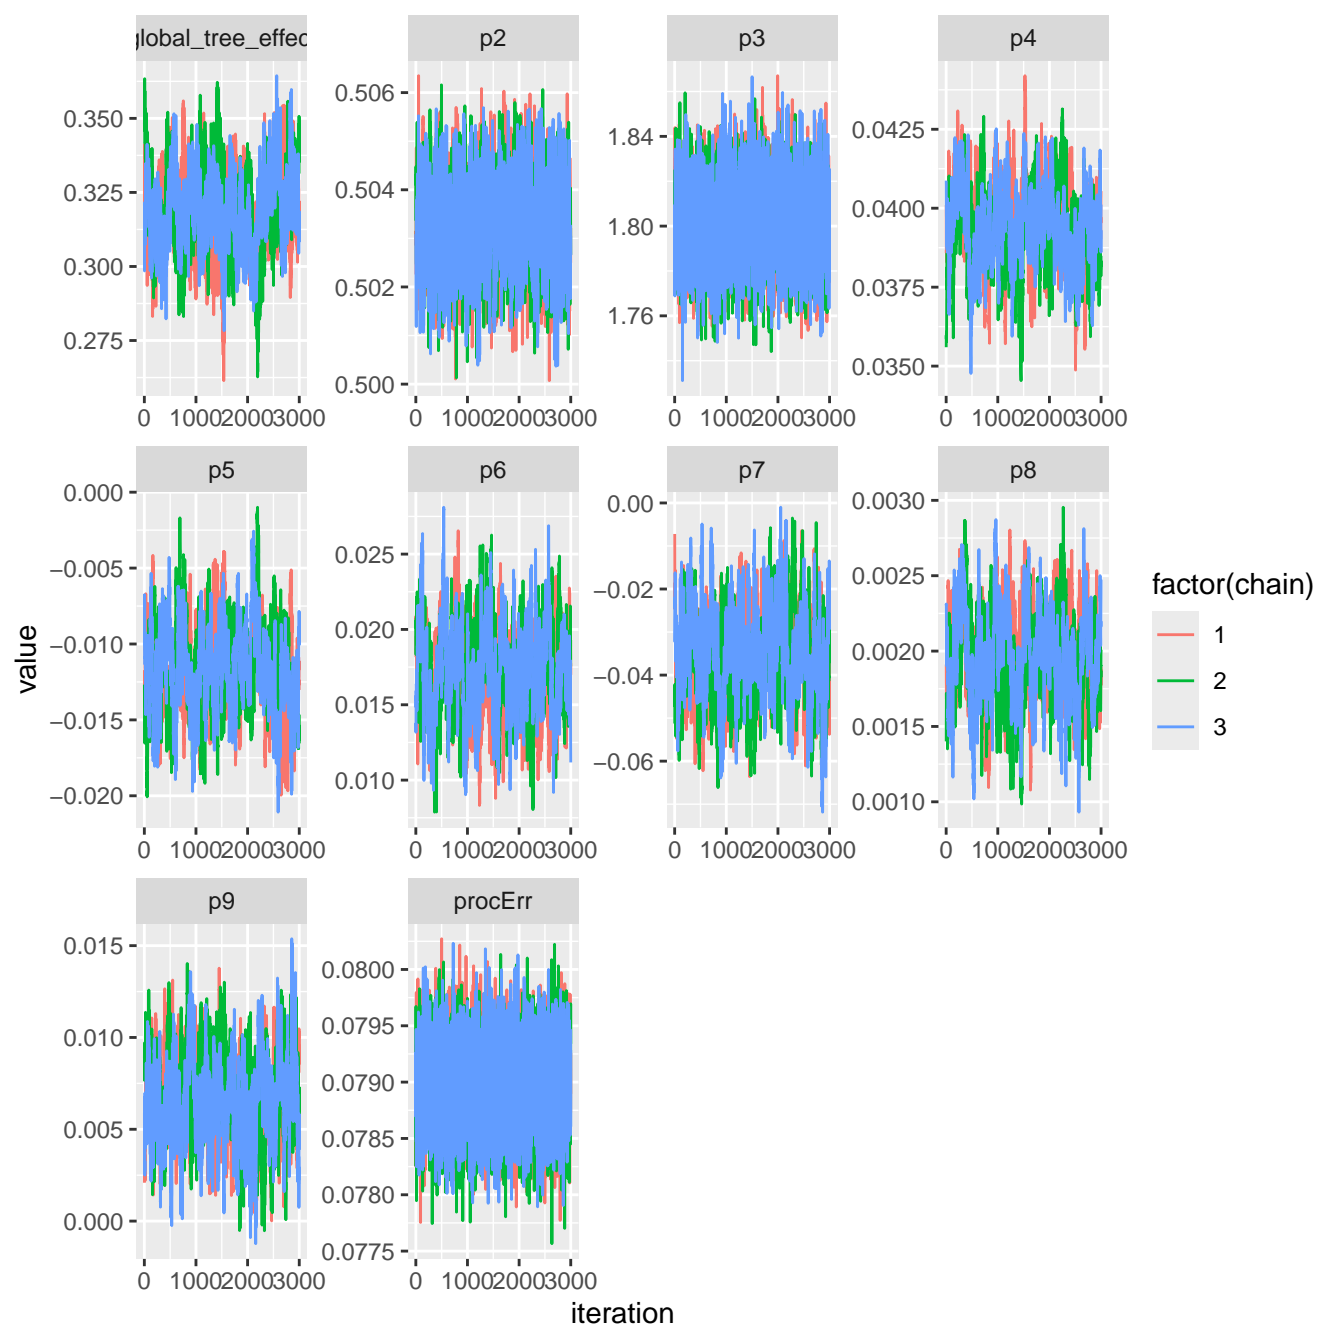 global_tree_effec
p2
p3
p4
0.350
0.325
0.300
0.275
0.506
0.504
0.502
0.500
1.84
1.80
1.76
0.0425
0.0400
0.0375
0.0350
0 1000 2000 3000
0 1000 2000 3000
0 1000 2000 3000
0 1000 2000 3000
p5
p6
p7
p8
0.000
−0.005
−0.010
−0.015
−0.020
0.025
0.020
0.015
0.010
0.00
−0.02
−0.04
−0.06
0.0030
0.0025
0.0020
0.0015
0.0010
0 1000 2000 3000
0 1000 2000 3000
0 1000 2000 3000
0 1000 2000 3000
p9
procErr
0.015
0.010
0.005
0.000
0.0800
0.0795
0.0790
0.0785
0.0780
0.0775
0 1000 2000 3000
0 1000 2000 3000
value
iteration
factor(chain)
1
2
3